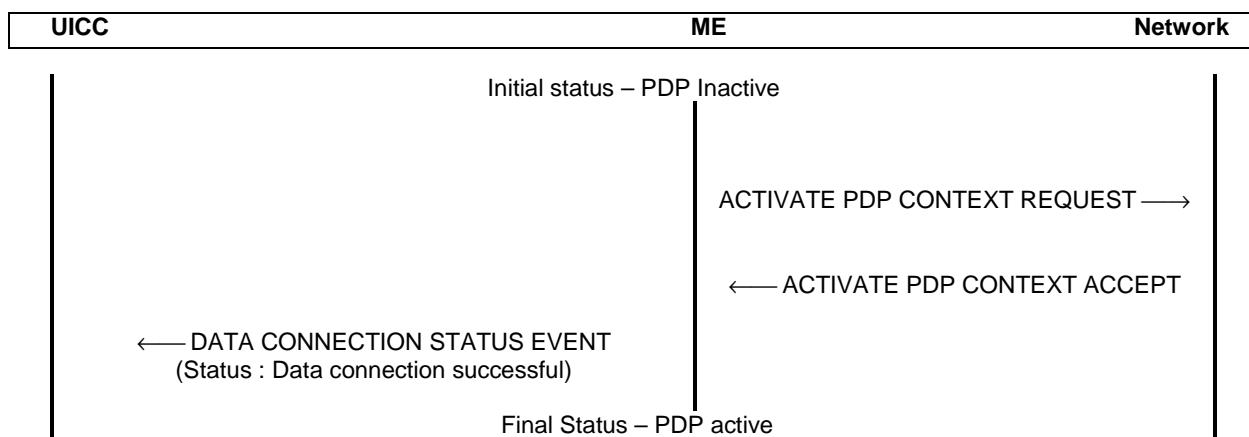 UICC ME Network
Initial status – PDP Inactive
ACTIVATE PDP CONTEXT REQUEST ⟶
⟵ ACTIVATE PDP CONTEXT ACCEPT
⟵ DATA CONNECTION STATUS EVENT
(Status : Data connection successful)
Final Status – PDP active